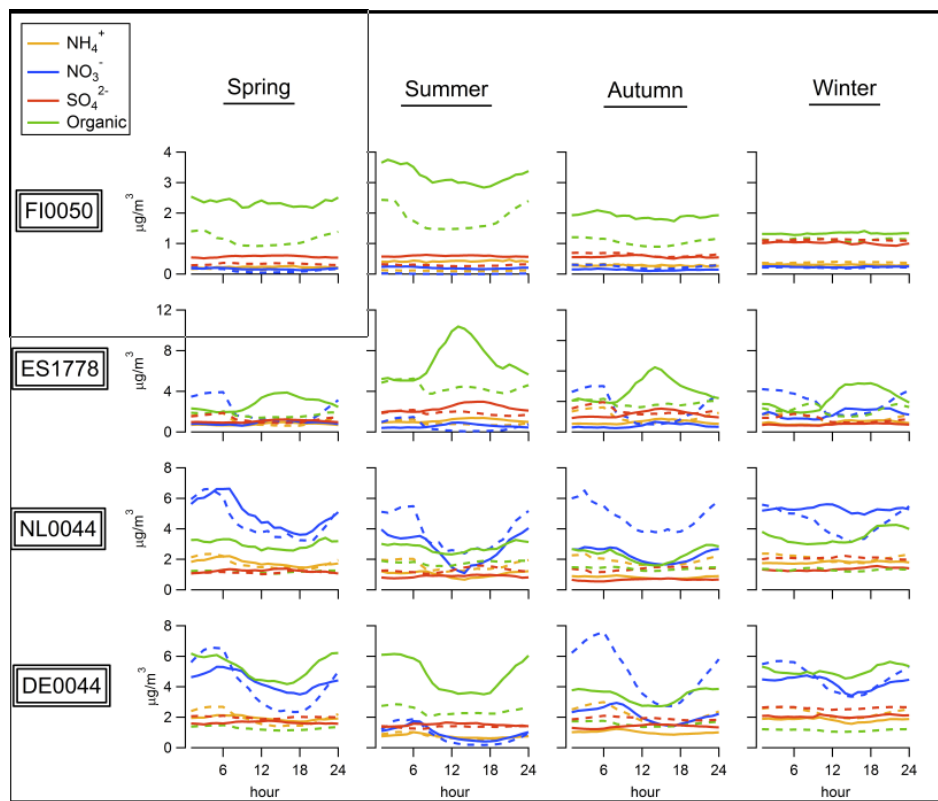 NH₄⁺
NO₃⁻
SO₄²⁻
Organic
Spring Summer Autumn Winter
FI0050
µg/m³
4
3
2
1
0
ES1778
µg/m³
12
8
4
0
NL0044
µg/m³
8
6
4
2
0
DE0044
µg/m³
8
6
4
2
0
6 12 18 24 6 12 18 24 6 12 18 24 6 12 18 24
hour hour hour hour